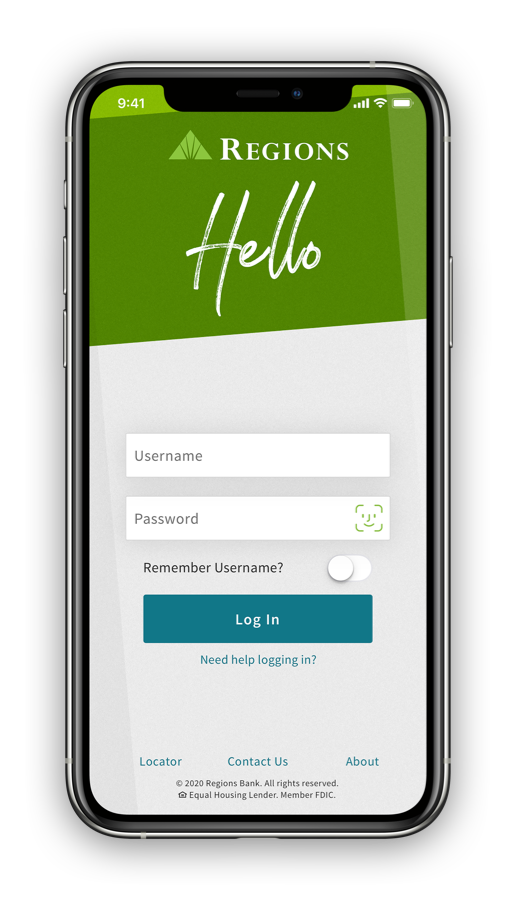 9:41
REGIONS
Hello
Username
Password
Remember Username?
Log In
Need help logging in?
Locator Contact Us About
© 2020 Regions Bank. All rights reserved.
Equal Housing Lender. Member FDIC.